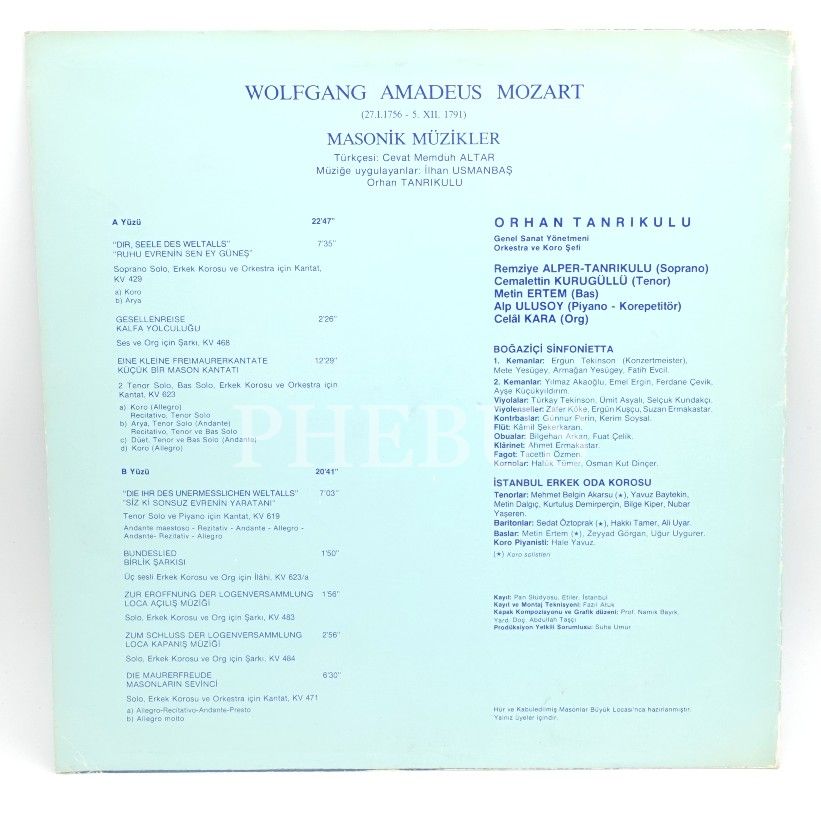 WOLFGANG AMADEUS MOZART
(27.I.1756 - 5. XII. 1791)
MASONİK MÜZİKLER
Türkçesi: Cevat Memduh ALTAR
Müziğe uygulayanlar: İlhan USMANBAŞ
Orhan TANRIKULU
A Yüzü 22'47"
"DIR, SEELE DES WELTALLS" 7'35"
"RUHU EVRENİN SEN EY GÜNEŞ"
Soprano Solo, Erkek Korosu ve Orkestra için Kantat,
KV 429
a) Koro
b) Arya
GESELLENREISE 2'26"
KALFA YOLCULUĞU
Ses ve Org için Şarkı, KV 468
EINE KLEINE FREIMAURERKANTATE 12'29"
KÜÇÜK BİR MASON KANTATI
2 Tenor Solo, Bas Solo, Erkek Korosu ve Orkestra için
Kantat, KV 623
a) Koro (Allegro)
Recitativo, Tenor Solo
b) Arya, Tenor Solo (Andante)
Recitativo, Tenor ve Bas Solo
c) Düet, Tenor ve Bas Solo (Andante)
d) Koro (Allegro)
B Yüzü 20'41"
"DIE IHR DES UNERMESSLICHEN WELTALLS" 7'03"
"SİZ Kİ SONSUZ EVRENİN YARATANI"
Tenor Solo ve Piyano için Kantat, KV 619
Andante maestoso - Rezitativ - Andante - Allegro -
Andante- Rezitativ - Allegro
BUNDESLIED 1'50"
BİRLİK ŞARKISI
Üç sesli Erkek Korosu ve Org için İlâhi, KV 623/a
ZUR EROFFNUNG DER LOGENVERSAMMLUNG 1'56"
LOCA AÇILIŞ MÜZİĞİ
Solo, Erkek Korosu ve Org için Şarkı, KV 483
ZUM SCHLUSS DER LOGENVERSAMMLUNG 2'56"
LOCA KAPANIŞ MÜZİĞİ
Solo, Erkek Korosu ve Org için Şarkı, KV 484
DIE MAURERFREUDE 6'30"
MASONLARIN SEVİNCİ
Solo, Erkek Korosu ve Orkestra için Kantat, KV 471
a) Allegro-Recitativo-Andante-Presto
b) Allegro molto
ORHAN TANRIKULU
Genel Sanat Yönetmeni
Orkestra ve Koro Şefi
Remziye ALPER-TANRIKULU (Soprano)
Cemalettin KURUGÜLLÜ (Tenor)
Metin ERTEM (Bas)
Alp ULUSOY (Piyano - Korepetitör)
Celâl KARA (Org)
BOĞAZİÇİ SİNFONİETTA
1. Kemanlar: Ergun Tekinson (Konzertmeister),
Mete Yesügey, Armağan Yesügey, Fatih Evcil.
2. Kemanlar: Yılmaz Akaoğlu, Emel Ergin, Ferdane Çevik,
Ayşe Küçükyıldırım.
Viyolalar: Türkay Tekinson, Ümit Asyalı, Selçuk Kundakçı.
Viyolenseller: Zafer Köke, Ergün Kuşçu, Suzan Ermakastar.
Kontrbaslar: Günnur Perin, Kerim Soysal.
Flüt: Kâmil Şekerkaran.
Obualar: Bilgehan Arkan, Fuat Çelik.
Klârinet: Ahmet Ermakastar.
Fagot: Tacettin Özmen.
Kornolar: Halûk Tümer, Osman Kut Dinçer.
İSTANBUL ERKEK ODA KOROSU
Tenorlar: Mehmet Belgin Akarsu (★), Yavuz Baytekin,
Metin Dalgıç, Kurtuluş Demirperçin, Bilge Kiper, Nubar
Yaşeren.
Baritonlar: Sedat Öztoprak (★), Hakkı Tamer, Ali Uyar.
Baslar: Metin Ertem (★), Zeyyad Görgan, Uğur Uygurer.
Koro Piyanisti: Hale Yavuz.
(★) Koro solistleri
Kayıt: Pan Stüdyosu, Etiler, İstanbul
Kayıt ve Montaj Teknisyeni: Fazıl Atuk
Kapak Kompozisyonu ve Grafik düzeni: Prof. Namık Bayık,
Yard. Doç. Abdullah Taşçı
Prodüksiyon Yetkili Sorumlusu: Suha Umur
Hür ve Kabuledilmiş Masonlar Büyük Locası'nca hazırlanmıştır.
Yalnız üyeler içindir.
PHEBUS